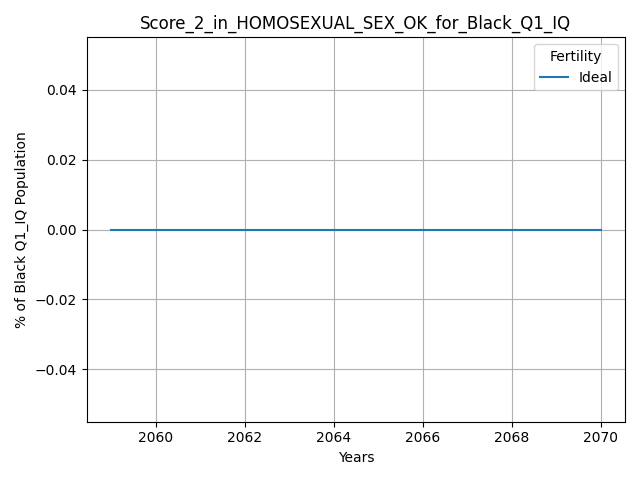 Score_2_in_HOMOSEXUAL_SEX_OK_for_Black_Q1_IQ
Fertility
Ideal
0.04
0.02
0.00
−0.02
−0.04
% of Black Q1_IQ Population
2060 2062 2064 2066 2068 2070
Years